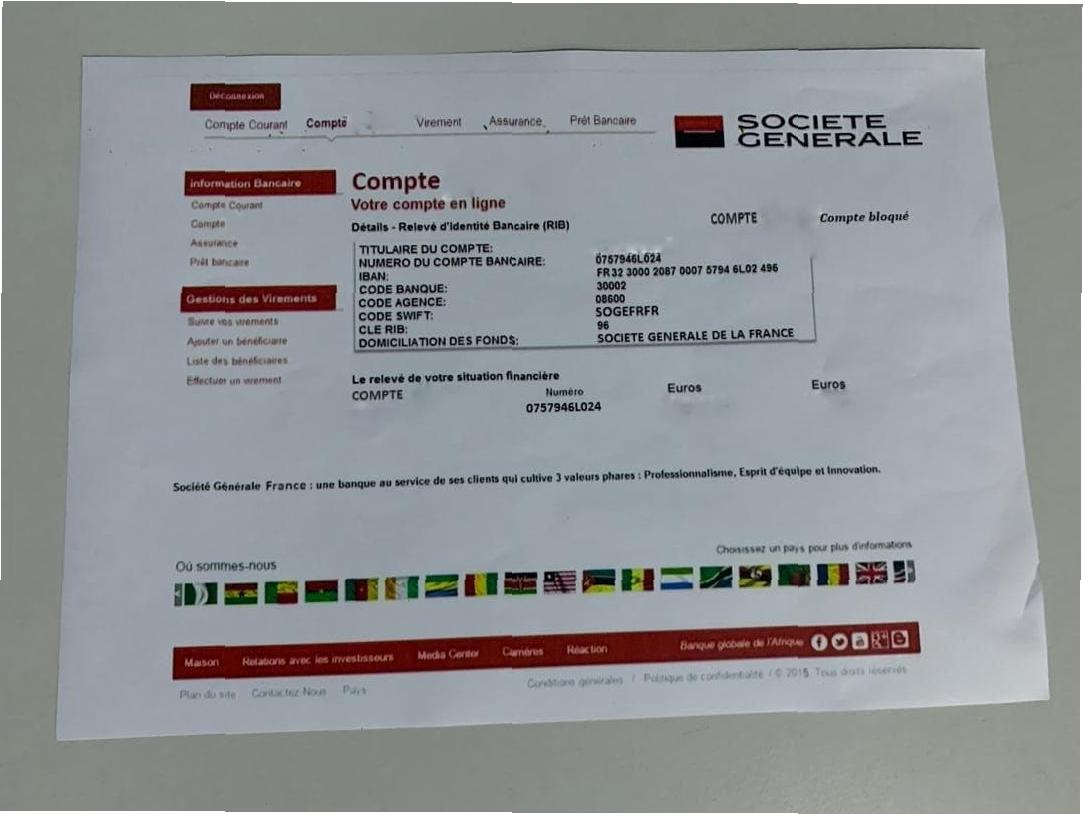 Déconnexion
Compte Courant Compte Virement Assurance Prêt Bancaire
SOCIETE
GENERALE
Information Bancaire
Compte Courant
Compte
Assurance
Prêt bancaire
Gestions des Virements
Suivre vos virements
Ajouter un bénéficiaire
Liste des bénéficiaires
Effectuer un virement
Compte
Votre compte en ligne
Détails - Relevé d'Identité Bancaire (RIB)
COMPTE Compte bloqué
TITULAIRE DU COMPTE:
NUMERO DU COMPTE BANCAIRE: 0757946L024
IBAN: FR32 3000 2087 0007 5794 6L02 496
CODE BANQUE: 30002
CODE AGENCE: 08600
CODE SWIFT: SOGEFRFR
CLE RIB: 96
DOMICILIATION DES FONDS: SOCIETE GENERALE DE LA FRANCE
Le relevé de votre situation financière
COMPTE Numéro Euros Euros
0757946L024
Société Générale France : une banque au service de ses clients qui cultive 3 valeurs phares : Professionnalisme, Esprit d'équipe et Innovation.
Choisissez un pays pour plus d'informations
Où sommes-nous
Maison Relations avec les investisseurs Media Center Carrières Réaction Banque globale de l'Afrique
Plan du site Contactez-Nous Pays Conditions générales / Politique de confidentialité / © 2015 Tous droits réservés